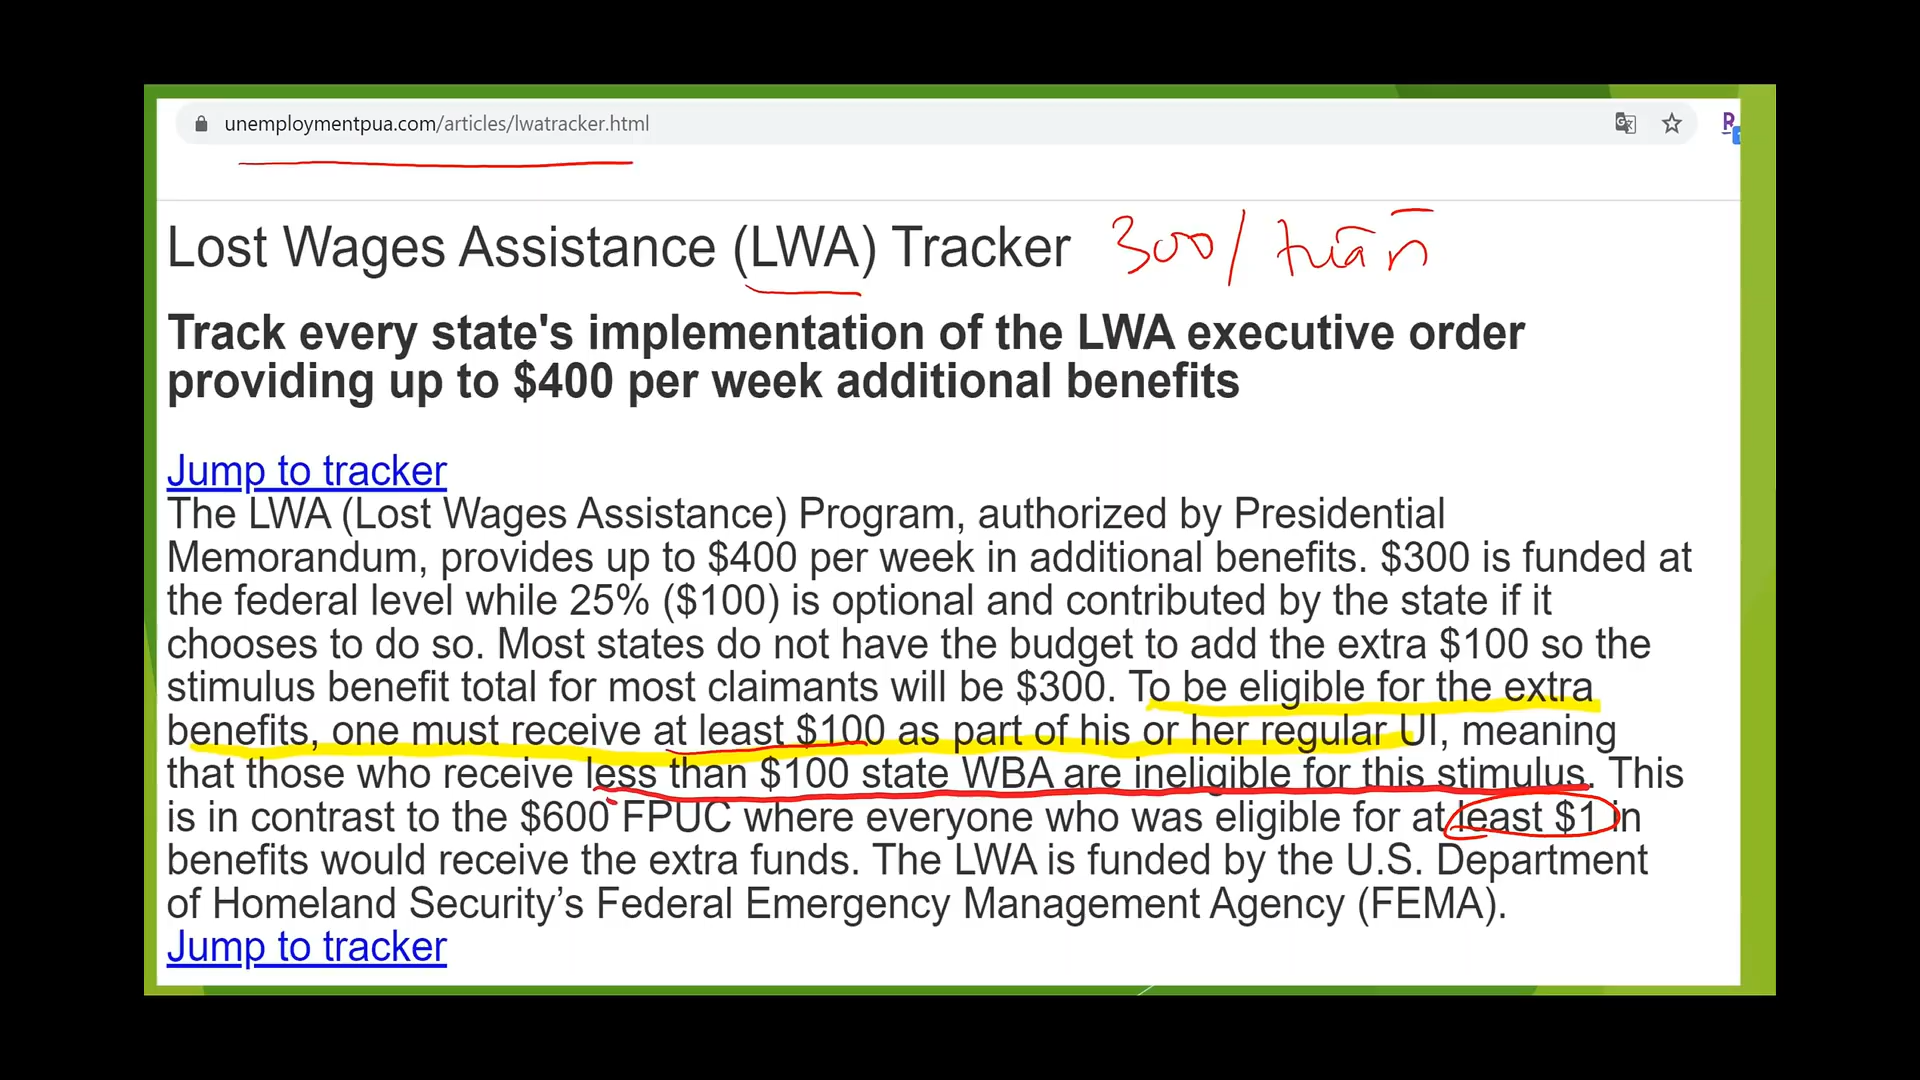 unemploymentpua.com/articles/lwatracker.html
Lost Wages Assistance (LWA) Tracker 300/tuần
Track every state's implementation of the LWA executive order
providing up to $400 per week additional benefits
Jump to tracker
The LWA (Lost Wages Assistance) Program, authorized by Presidential
Memorandum, provides up to $400 per week in additional benefits. $300 is funded at
the federal level while 25% ($100) is optional and contributed by the state if it
chooses to do so. Most states do not have the budget to add the extra $100 so the
stimulus benefit total for most claimants will be $300. To be eligible for the extra
benefits, one must receive at least $100 as part of his or her regular UI, meaning
that those who receive less than $100 state WBA are ineligible for this stimulus. This
is in contrast to the $600 FPUC where everyone who was eligible for at least $1 in
benefits would receive the extra funds. The LWA is funded by the U.S. Department
of Homeland Security’s Federal Emergency Management Agency (FEMA).
Jump to tracker